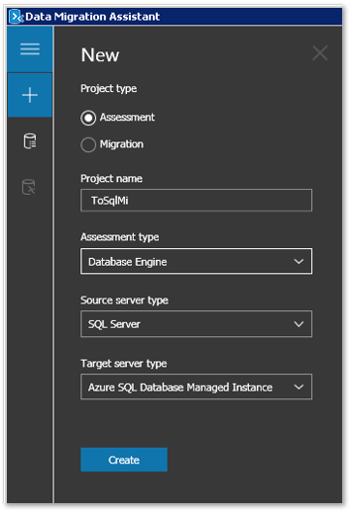 Data Migration Assistant
New
Project type
Assessment
Migration
Project name
ToSqlMi
Assessment type
Database Engine
Source server type
SQL Server
Target server type
Azure SQL Database Managed Instance
Create